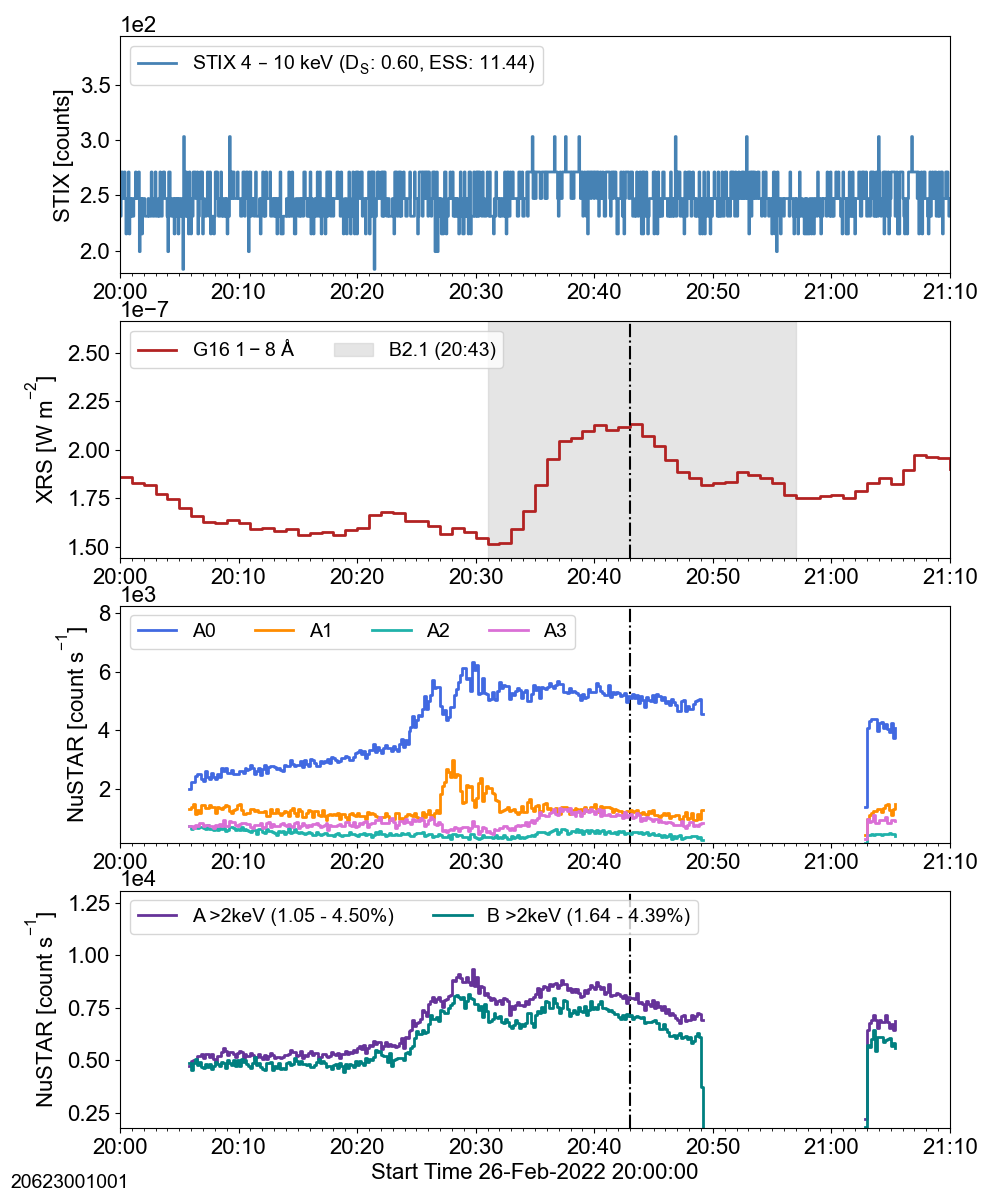 1e2
STIX 4 – 10 keV (DS: 0.60, ESS: 11.44)
STIX [counts]
3.5
3.0
2.5
2.0
20:00 20:10 20:20 20:30 20:40 20:50 21:00 21:10
1e−7
G16 1 – 8 Å B2.1 (20:43)
XRS [W m−2]
2.50
2.25
2.00
1.75
1.50
20:00 20:10 20:20 20:30 20:40 20:50 21:00 21:10
1e3
A0 A1 A2 A3
NuSTAR [count s−1]
8
6
4
2
20:00 20:10 20:20 20:30 20:40 20:50 21:00 21:10
1e4
A >2keV (1.05 - 4.50%) B >2keV (1.64 - 4.39%)
NuSTAR [count s−1]
1.25
1.00
0.75
0.50
0.25
20:00 20:10 20:20 20:30 20:40 20:50 21:00 21:10
Start Time 26-Feb-2022 20:00:00
20623001001